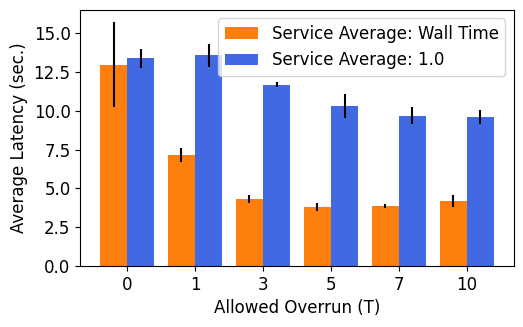 Service Average: Wall Time
Service Average: 1.0
Average Latency (sec.)
15.0
12.5
10.0
7.5
5.0
2.5
0.0
0 1 3 5 7 10
Allowed Overrun (T)